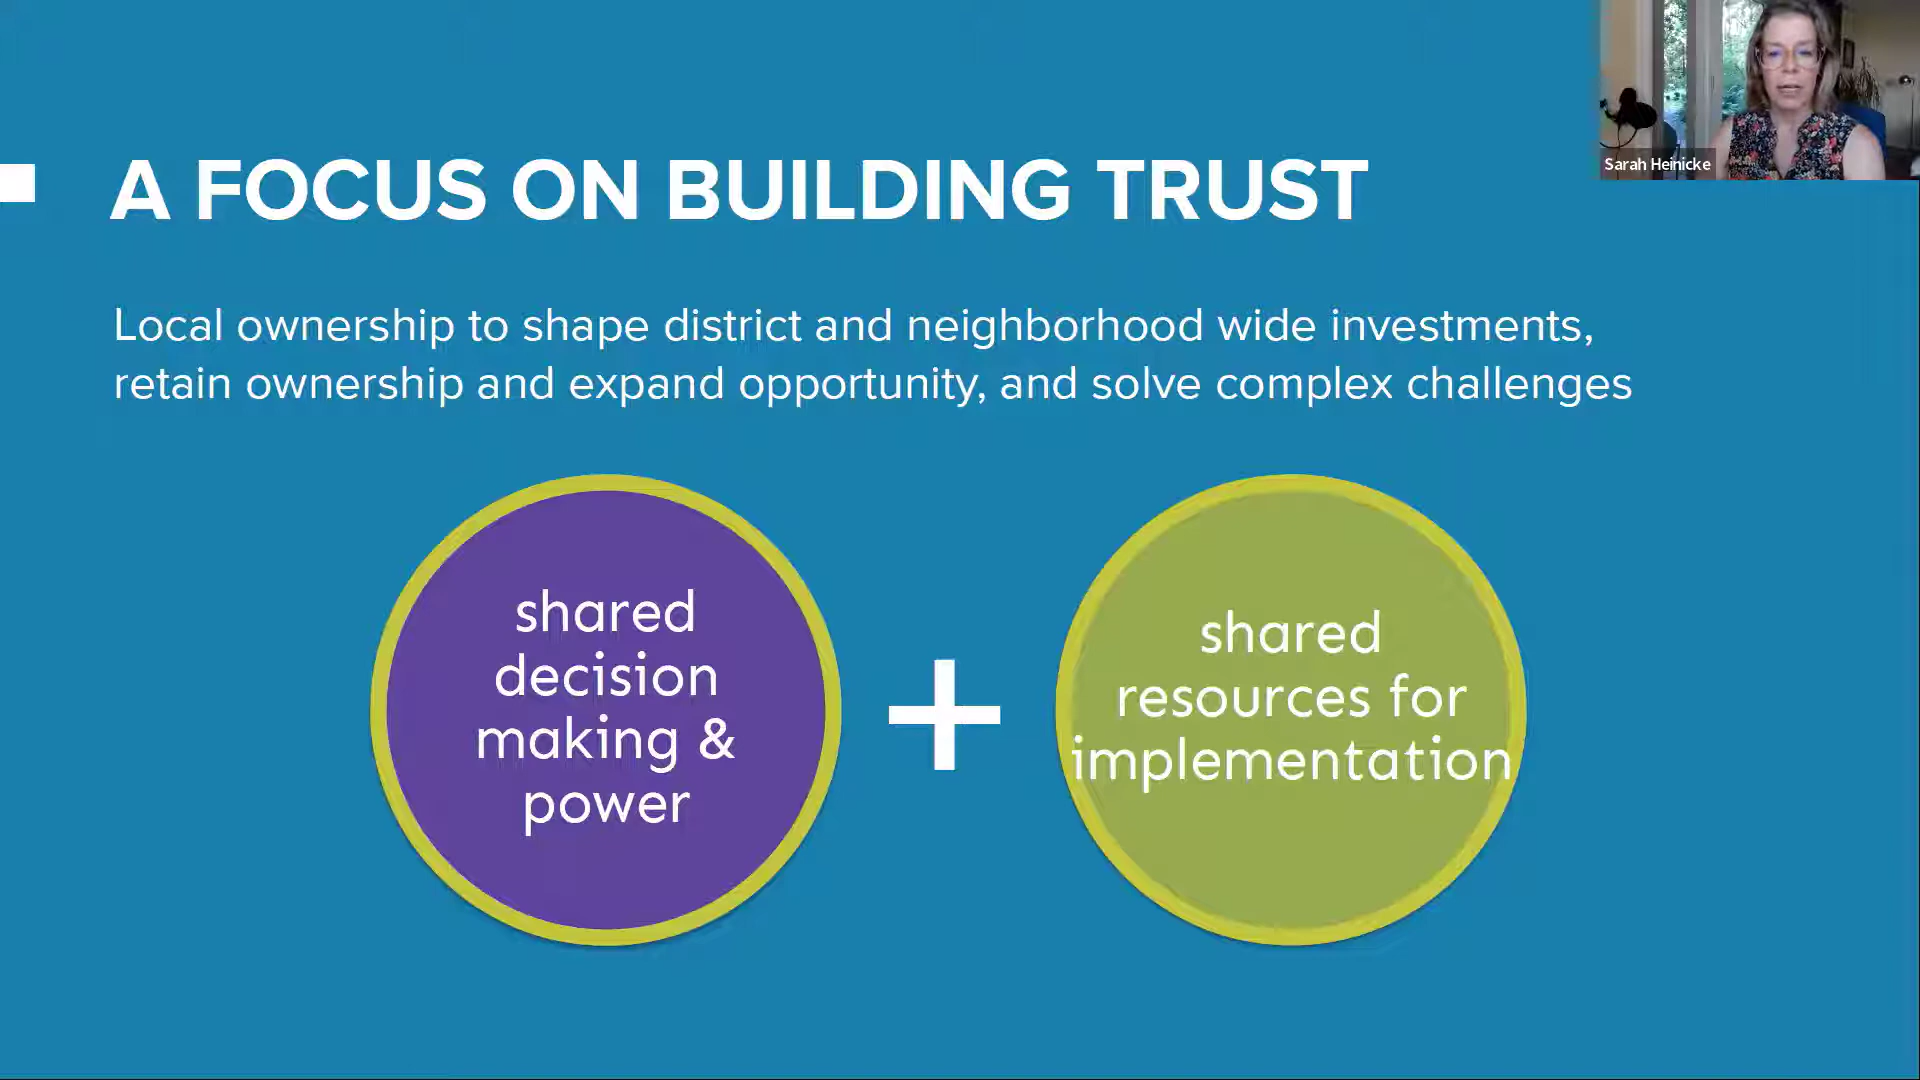 A FOCUS ON BUILDING TRUST
Sarah Heinicke
Local ownership to shape district and neighborhood wide investments,
retain ownership and expand opportunity, and solve complex challenges
shared
decision
making &
power
+
shared
resources for
implementation